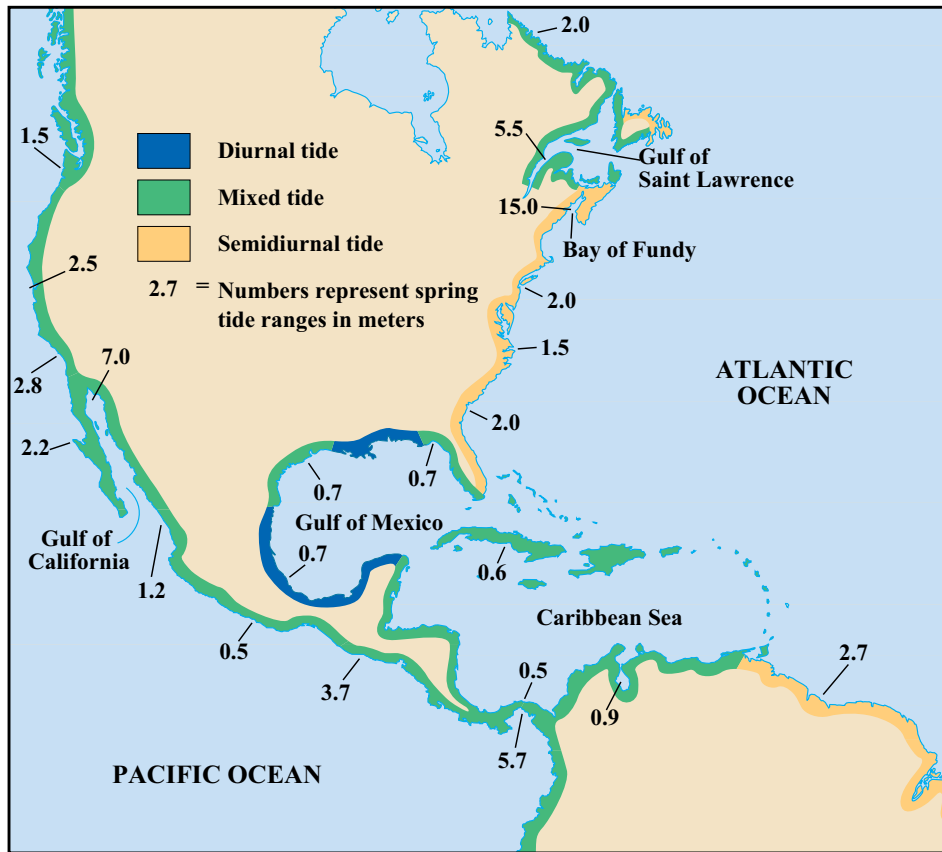 2.0
1.5
5.5
Gulf of
Saint Lawrence
Diurnal tide
Mixed tide
15.0
Semidiurnal tide
Bay of Fundy
2.5
2.7 = Numbers represent spring
tide ranges in meters
2.0
1.5
7.0
2.8
ATLANTIC
OCEAN
2.0
2.2
0.7
0.7
Gulf of Mexico
Gulf of
California
0.7
0.6
1.2
Caribbean Sea
0.5
2.7
3.7
0.5
0.9
5.7
PACIFIC OCEAN